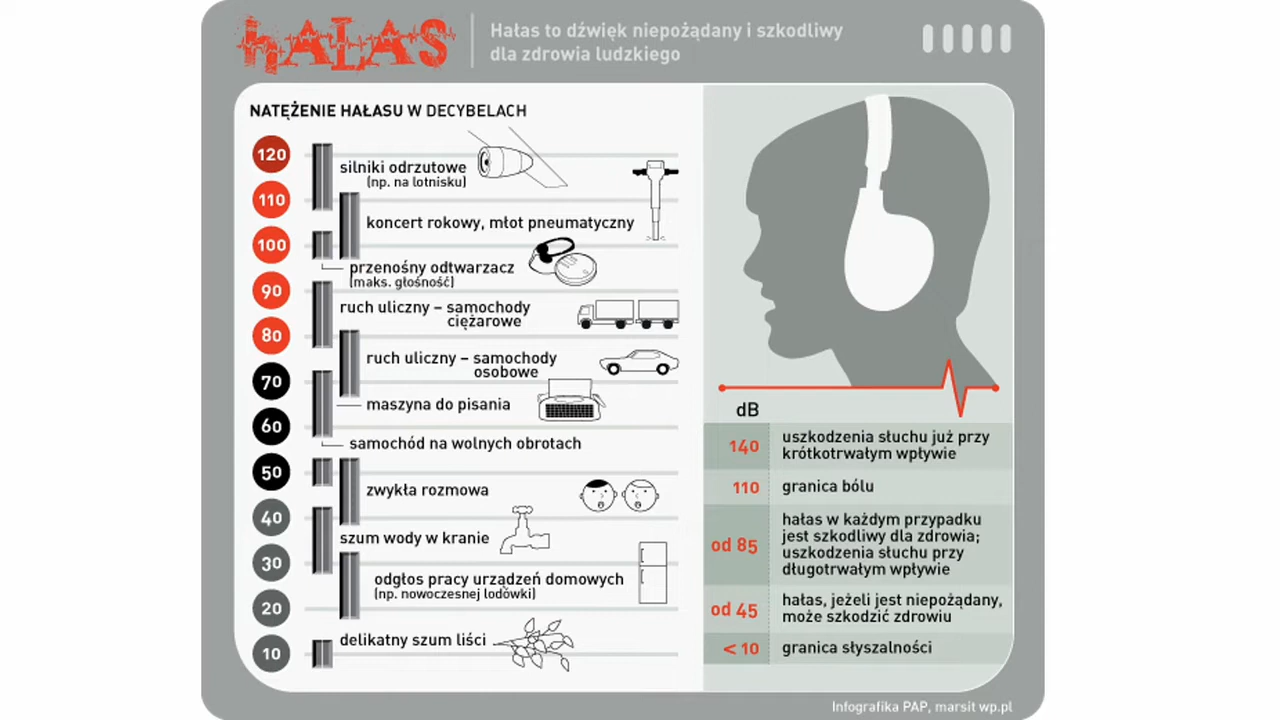 HAŁAS
Hałas to dźwięk niepożądany i szkodliwy
dla zdrowia ludzkiego
NATĘŻENIE HAŁASU W DECYBELACH
120
silniki odrzutowe
(np. na lotnisku)
110
koncert rokowy, młot pneumatyczny
100
przenośny odtwarzacz
(maks. głośność)
90
ruch uliczny – samochody
ciężarowe
80
ruch uliczny – samochody
osobowe
70
maszyna do pisania
60
samochód na wolnych obrotach
50
zwykła rozmowa
40
szum wody w kranie
30
odgłos pracy urządzeń domowych
(np. nowoczesnej lodówki)
20
delikatny szum liści
10
dB
140 uszkodzenia słuchu już przy
krótkotrwałym wpływie
110 granica bólu
od 85 hałas w każdym przypadku
jest szkodliwy dla zdrowia;
uszkodzenia słuchu przy
długotrwałym wpływie
od 45 hałas, jeżeli jest niepożądany,
może szkodzić zdrowiu
< 10 granica słyszalności
Infografika PAP, marsit wp.pl